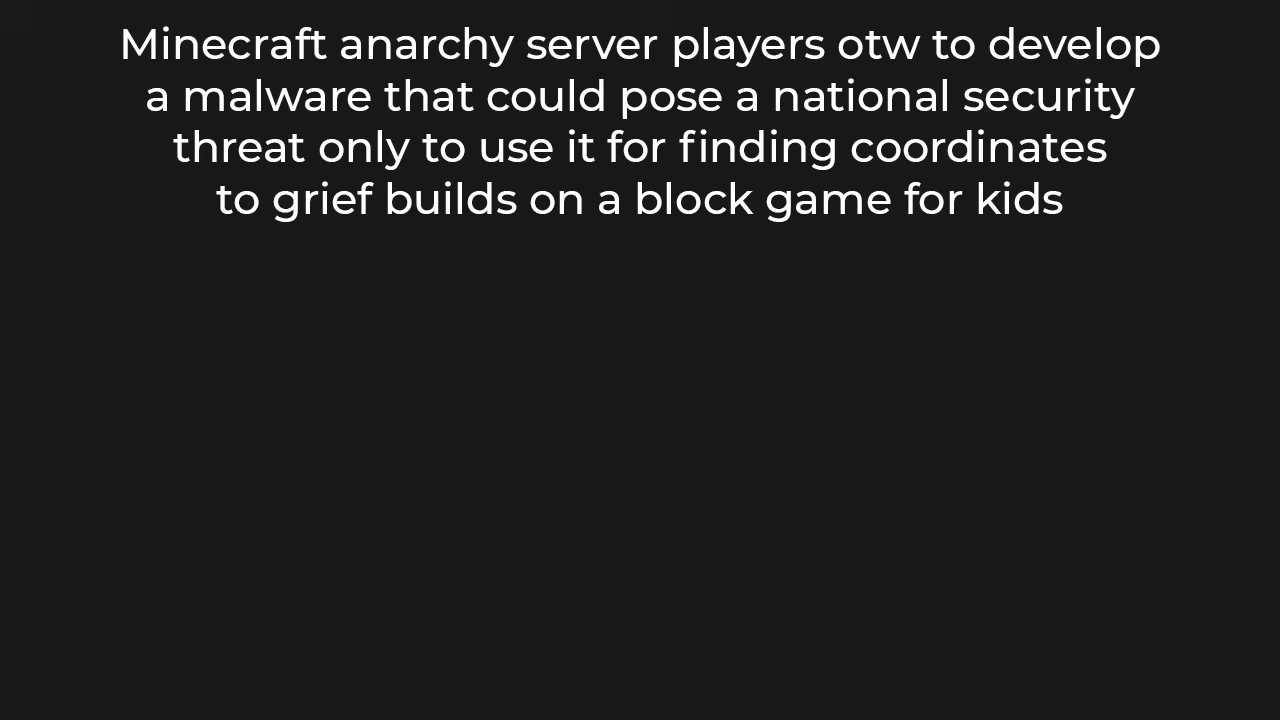 Minecraft anarchy server players otw to develop
a malware that could pose a national security
threat only to use it for finding coordinates
to grief builds on a block game for kids